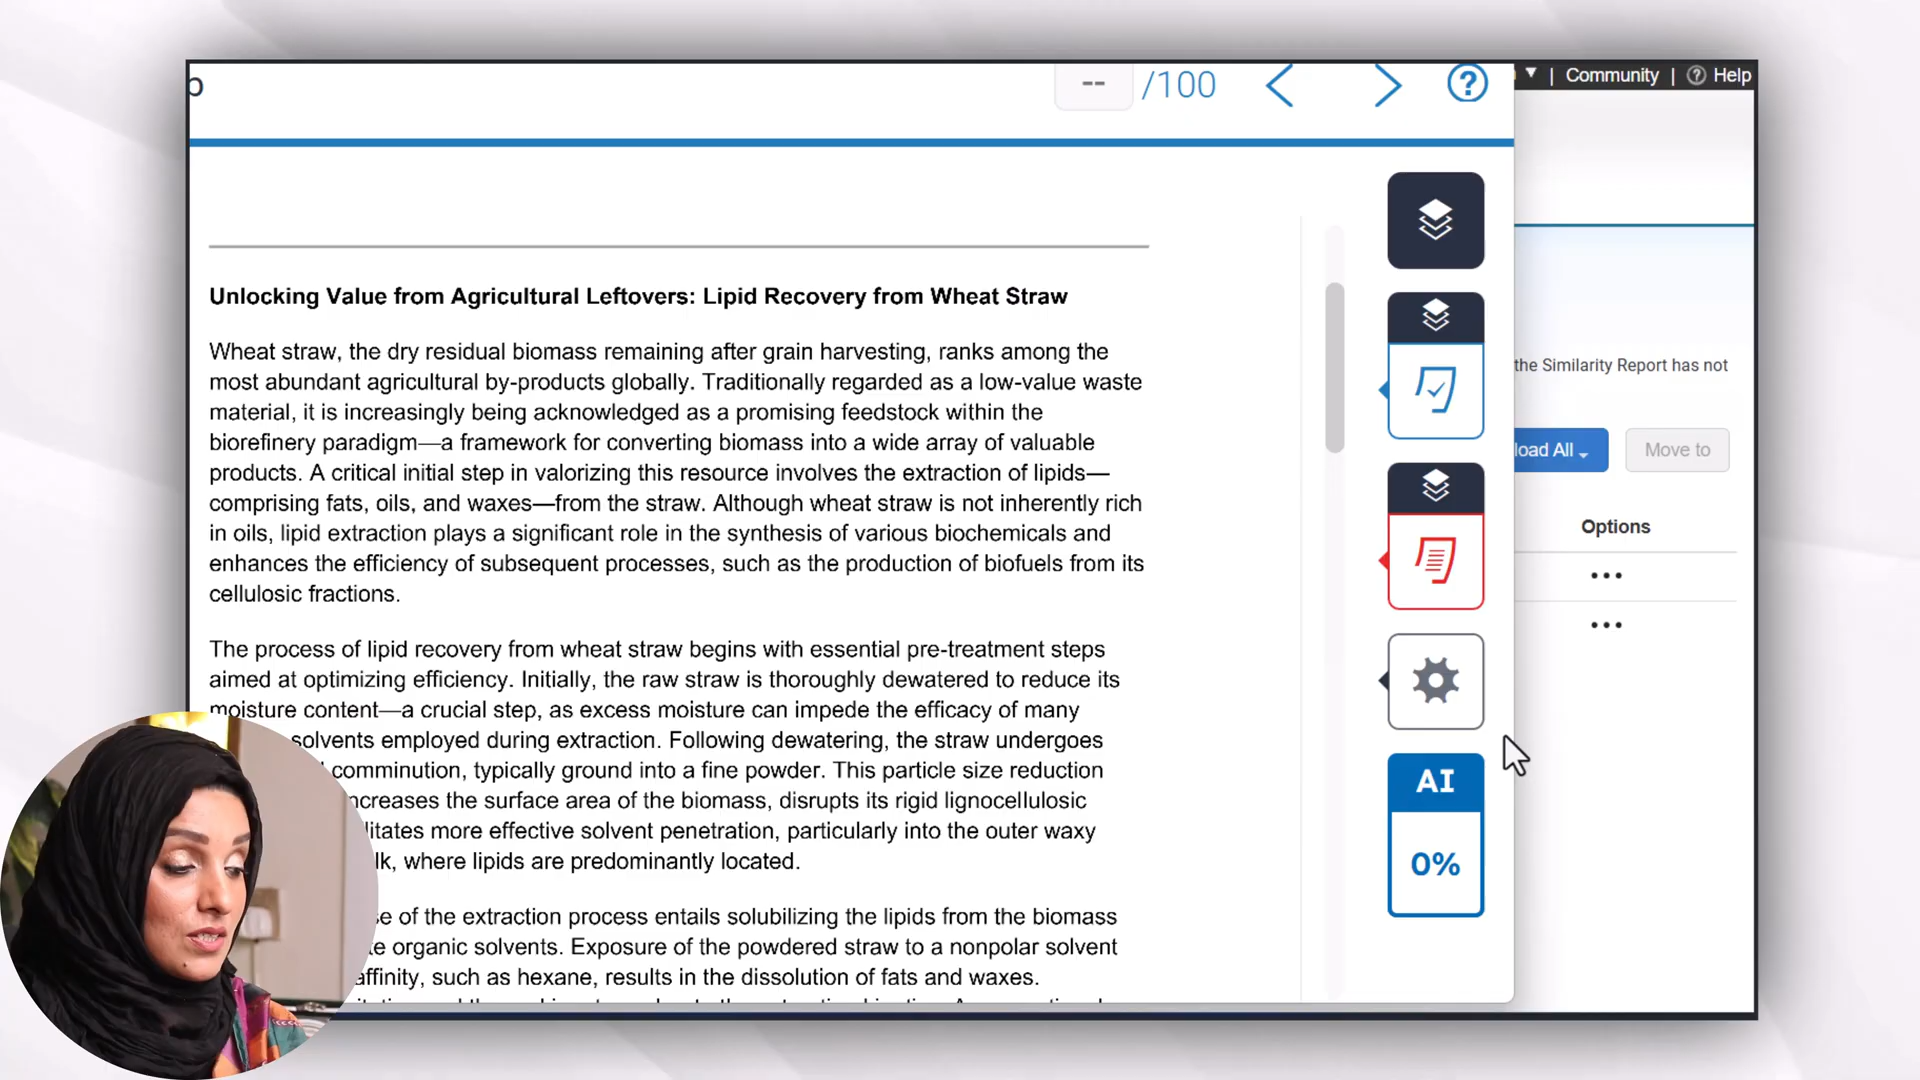 -- /100
| Community | Help
Unlocking Value from Agricultural Leftovers: Lipid Recovery from Wheat Straw
Wheat straw, the dry residual biomass remaining after grain harvesting, ranks among the
most abundant agricultural by-products globally. Traditionally regarded as a low-value waste
material, it is increasingly being acknowledged as a promising feedstock within the
biorefinery paradigm—a framework for converting biomass into a wide array of valuable
products. A critical initial step in valorizing this resource involves the extraction of lipids—
comprising fats, oils, and waxes—from the straw. Although wheat straw is not inherently rich
in oils, lipid extraction plays a significant role in the synthesis of various biochemicals and
enhances the efficiency of subsequent processes, such as the production of biofuels from its
cellulosic fractions.
The process of lipid recovery from wheat straw begins with essential pre-treatment steps
aimed at optimizing efficiency. Initially, the raw straw is thoroughly dewatered to reduce its
moisture content—a crucial step, as excess moisture can impede the efficacy of many
solvents employed during extraction. Following dewatering, the straw undergoes
comminution, typically ground into a fine powder. This particle size reduction
ncreases the surface area of the biomass, disrupts its rigid lignocellulosic
litates more effective solvent penetration, particularly into the outer waxy
lk, where lipids are predominantly located.
se of the extraction process entails solubilizing the lipids from the biomass
te organic solvents. Exposure of the powdered straw to a nonpolar solvent
affinity, such as hexane, results in the dissolution of fats and waxes.
AI
0%
the Similarity Report has not
load All
Move to
Options